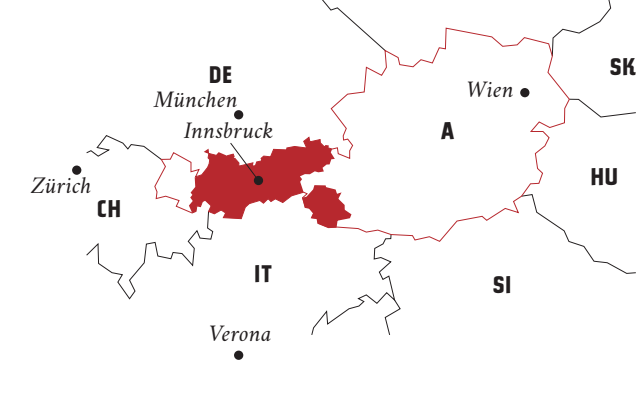 DE
SK
München
Wien
Innsbruck
A
Zürich
HU
CH
IT
SI
Verona